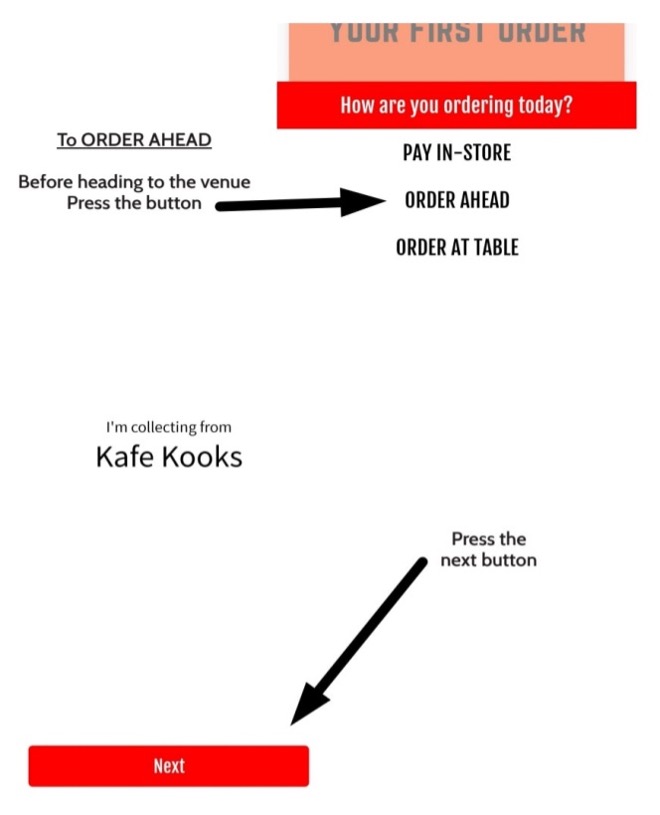 YOUR FIRST ORDER
How are you ordering today?
To ORDER AHEAD
PAY IN-STORE
Before heading to the venue
Press the button
ORDER AHEAD
ORDER AT TABLE
I'm collecting from
Kafe Kooks
Press the
next button
Next